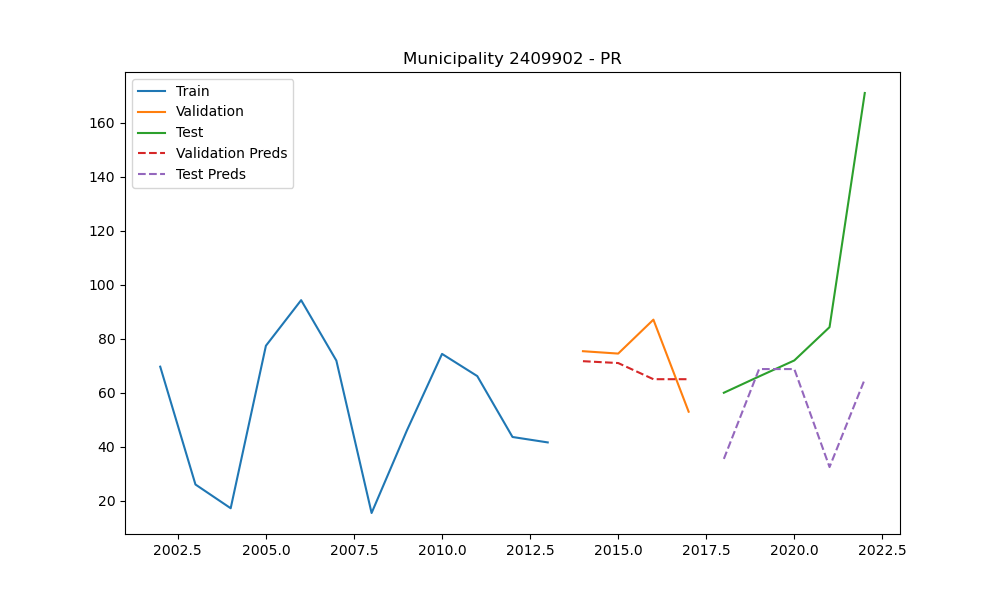 Municipality 2409902 - PR
Train
Validation
Test
Validation Preds
Test Preds
160
140
120
100
80
60
40
20
2002.5 2005.0 2007.5 2010.0 2012.5 2015.0 2017.5 2020.0 2022.5